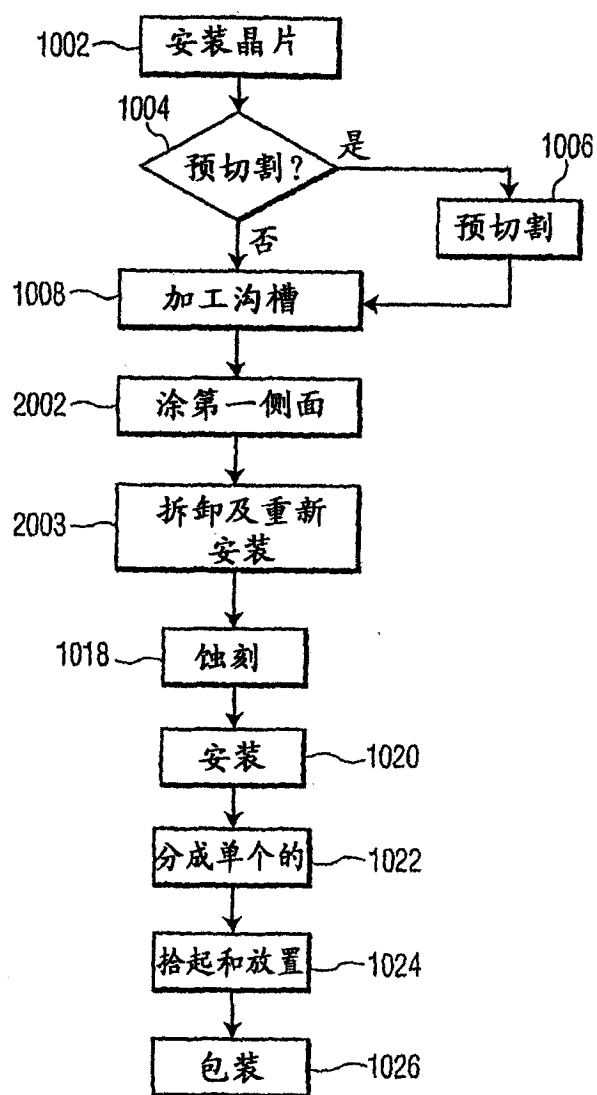 1002
安装晶片
1004
预切割?
是
1006
预切割
否
1008
加工沟槽
2002
涂第一侧面
2003
拆卸及重新
安装
1018
蚀刻
安装
1020
分成单个的
1022
拾起和放置
1024
包装
1026